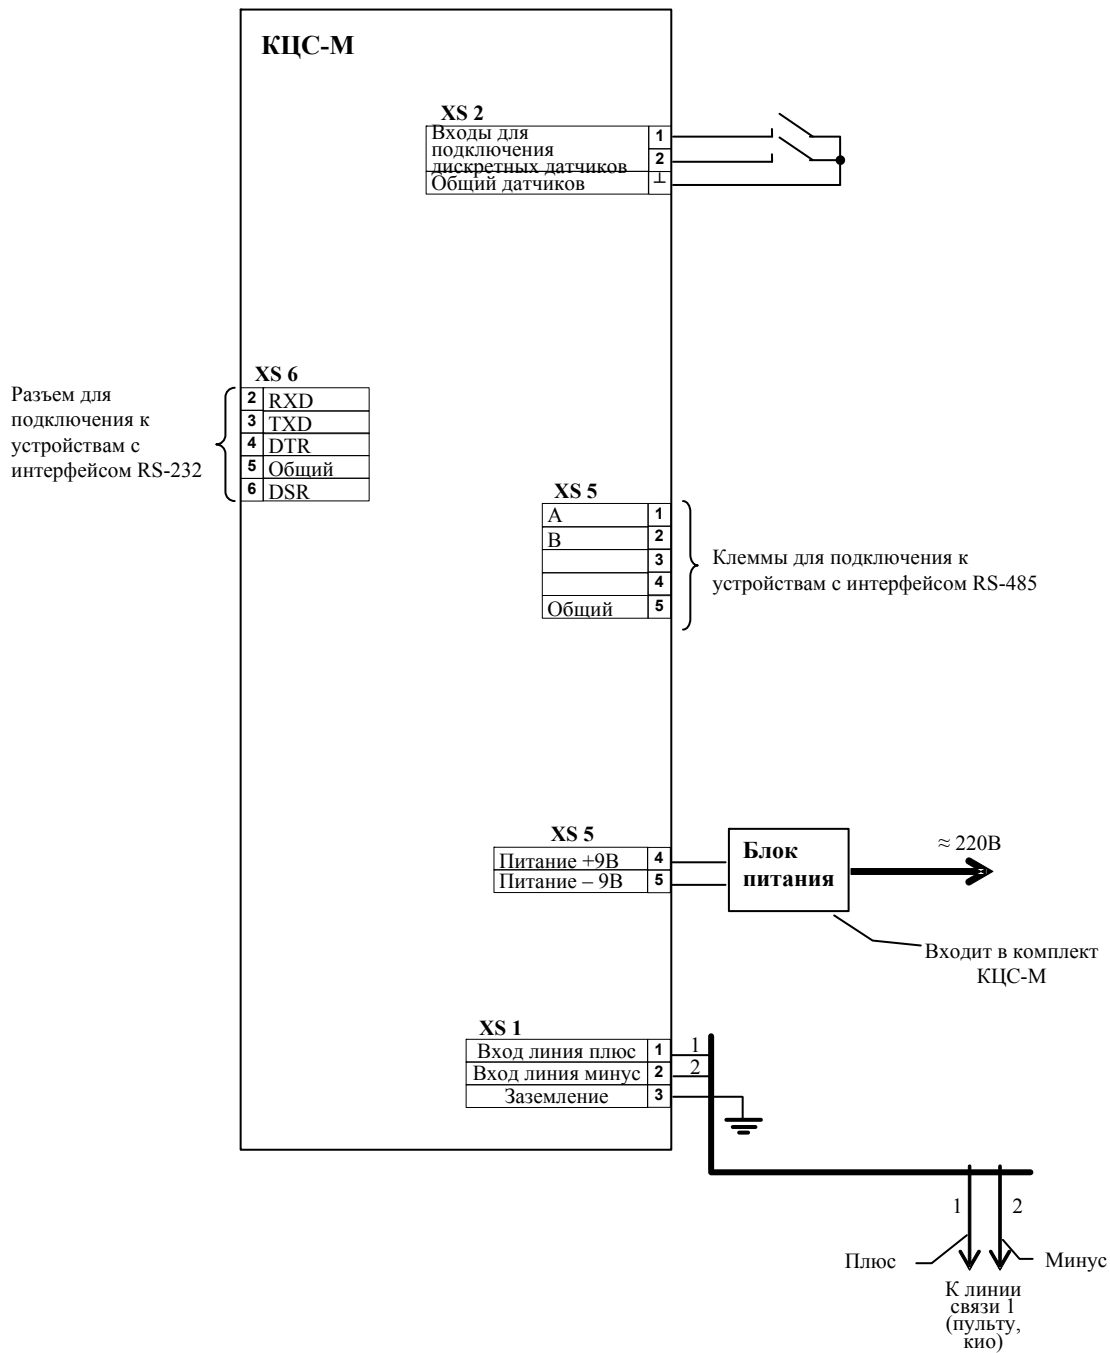 КЦС-М
XS 2
Входы для
подключения
дискретных датчиков
1
2
Общий датчиков
⊥
XS 6
Разъем для
подключения к
устройствам с
интерфейсом RS-232
2 RXD
3 TXD
4 DTR
5 Общий
6 DSR
XS 5
A 1
B 2
3
4
Общий 5
Клеммы для подключения к
устройствам с интерфейсом RS-485
XS 5
Питание +9В 4
Питание – 9В 5
Блок
питания
≈ 220В
Входит в комплект
КЦС-М
XS 1
Вход линия плюс 1
1
Вход линия минус 2
2
Заземление 3
1
2
Плюс
Минус
К линии
связи 1
(пульту,
кио)